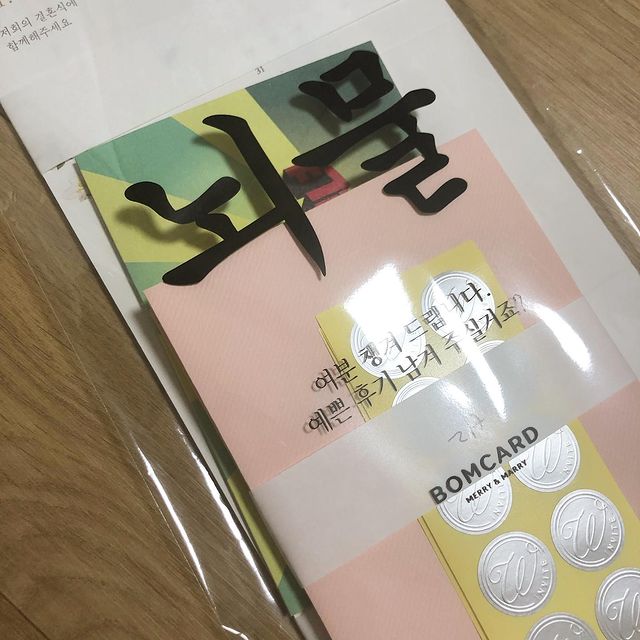 저희의 결혼식에
함께해주세요
31
뇌물
여분 챙겨 드립니다.
예쁜 후기 남겨 주실거죠?
BOMCARD
MERRY & MARRY
W
W
W